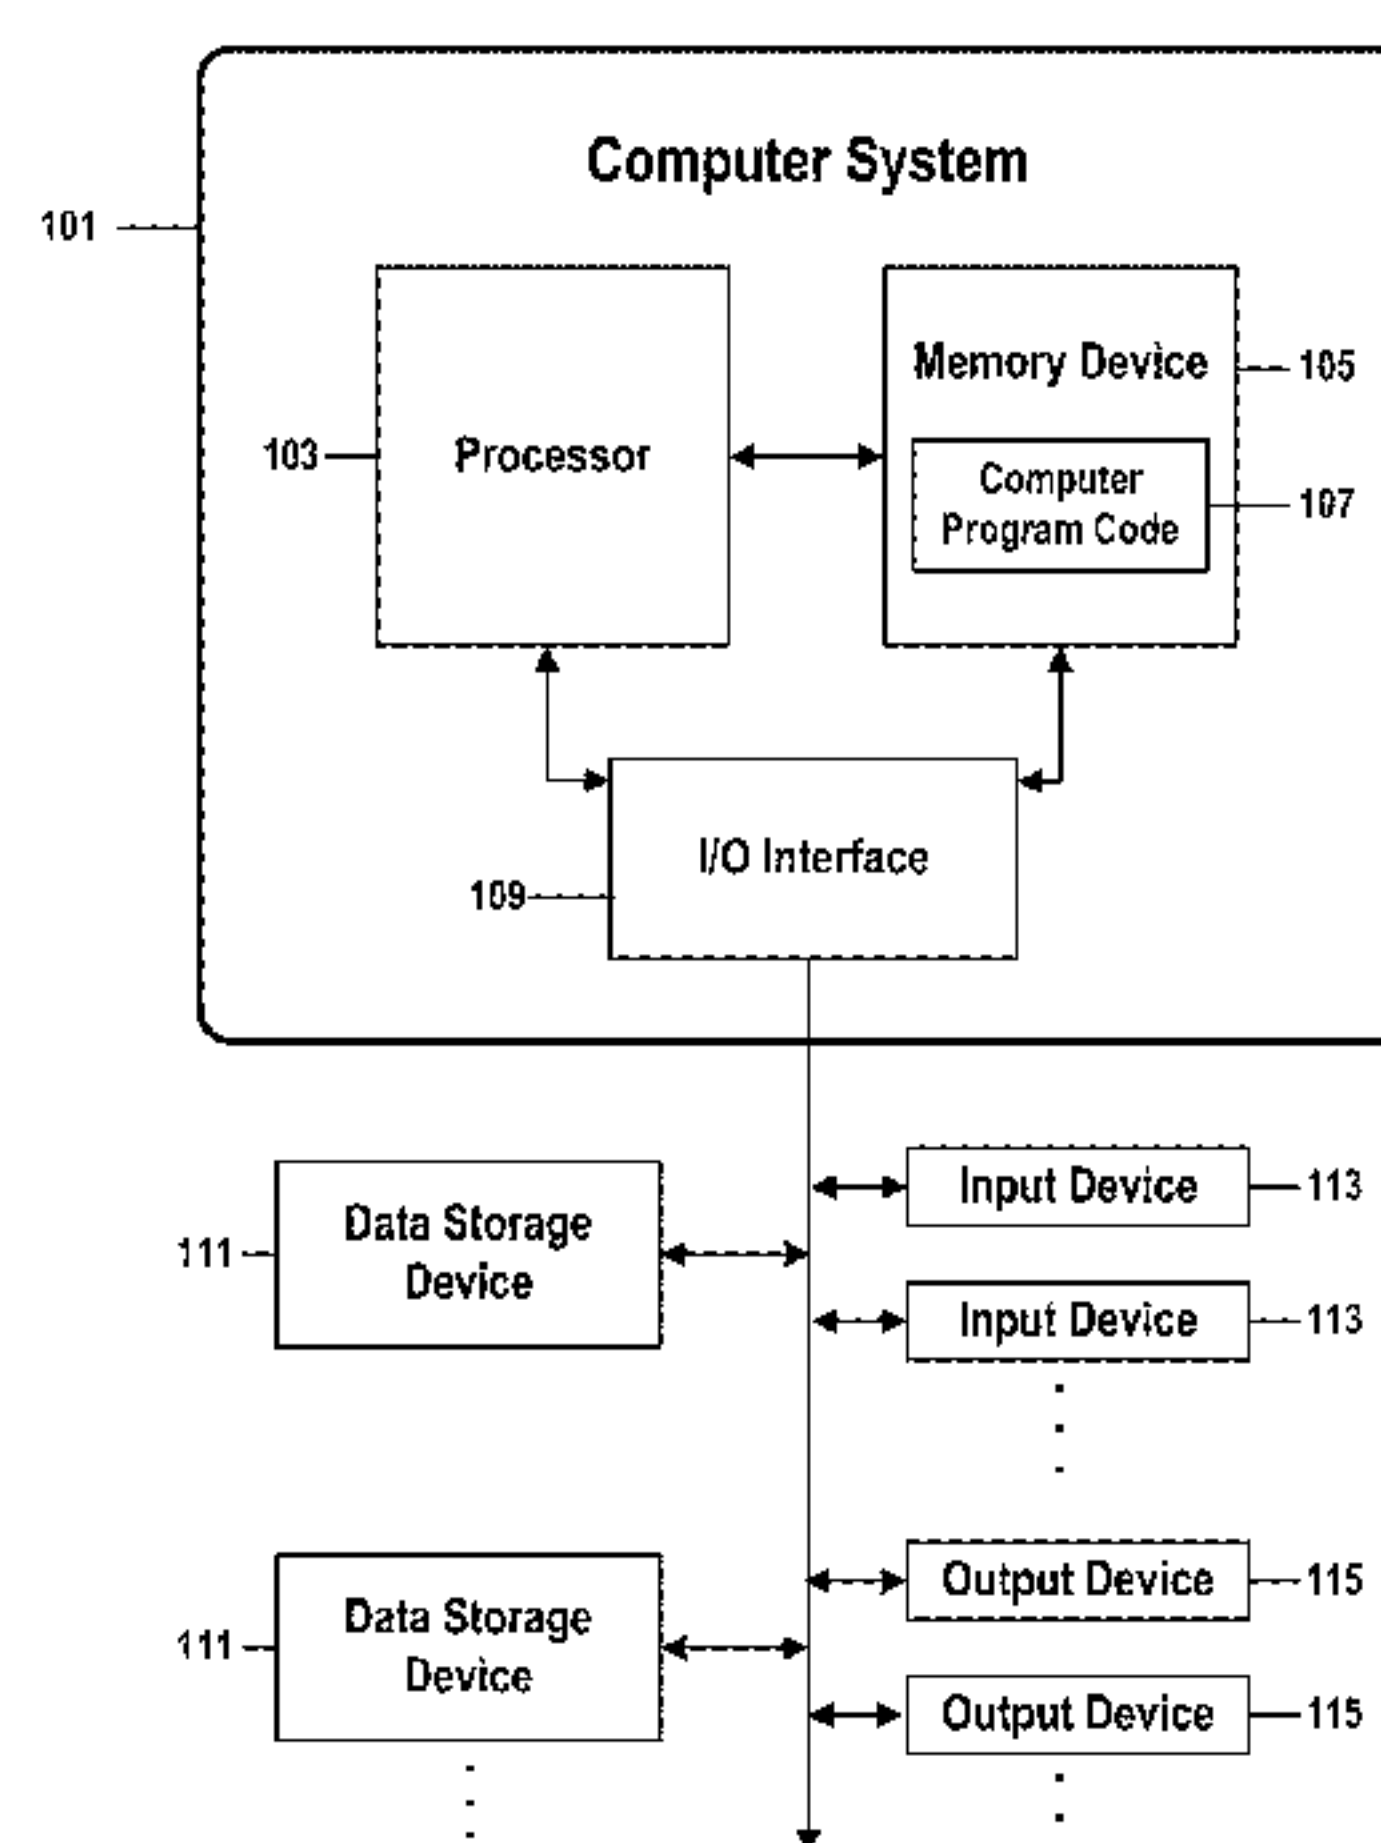 Computer System
101
Memory Device
105
103
Processor
Computer
Program Code
107
I/O Interface
109
Input Device
113
Data Storage
Device
111
Input Device
113
Output Device
115
Data Storage
Device
111
Output Device
115